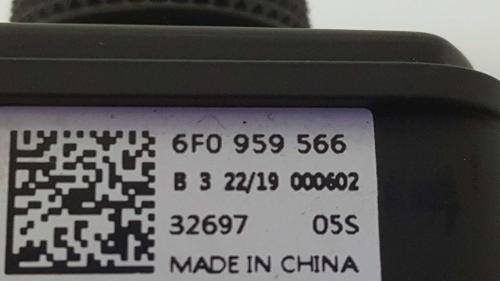 6F0 959 566
B 3 22/19 000602
32697 05S
MADE IN CHINA